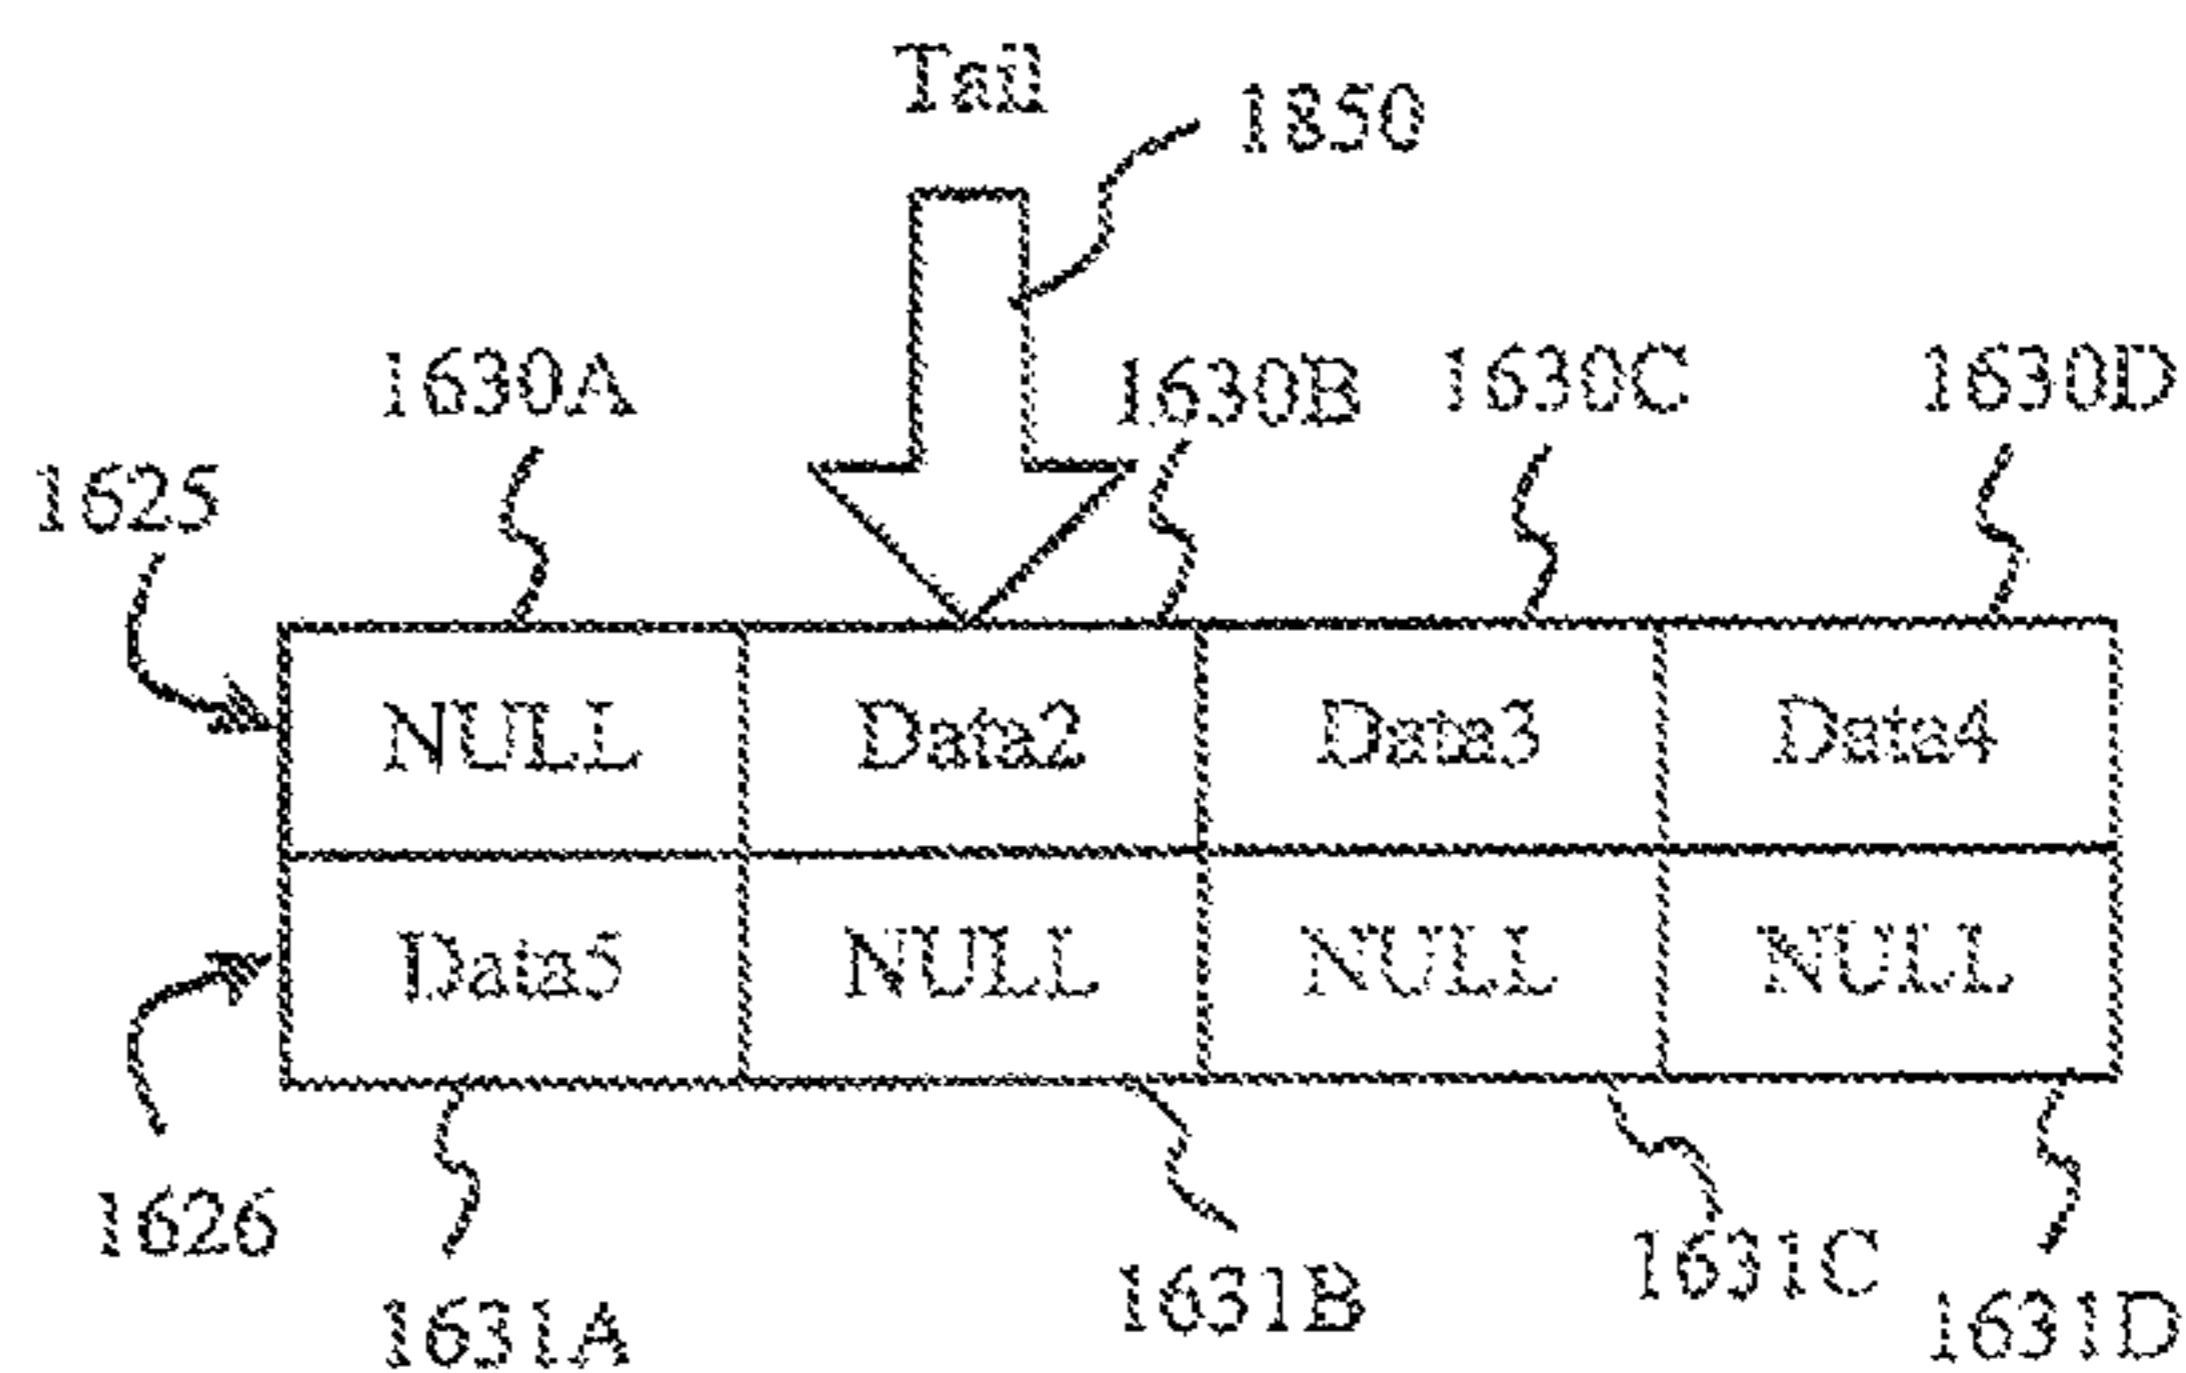 Tail
1850
1630A 1630B 1630C 1630D
1625
NULL Data2 Data3 Data4
Data5 NULL NULL NULL
1626
1631A 1631B 1631C 1631D